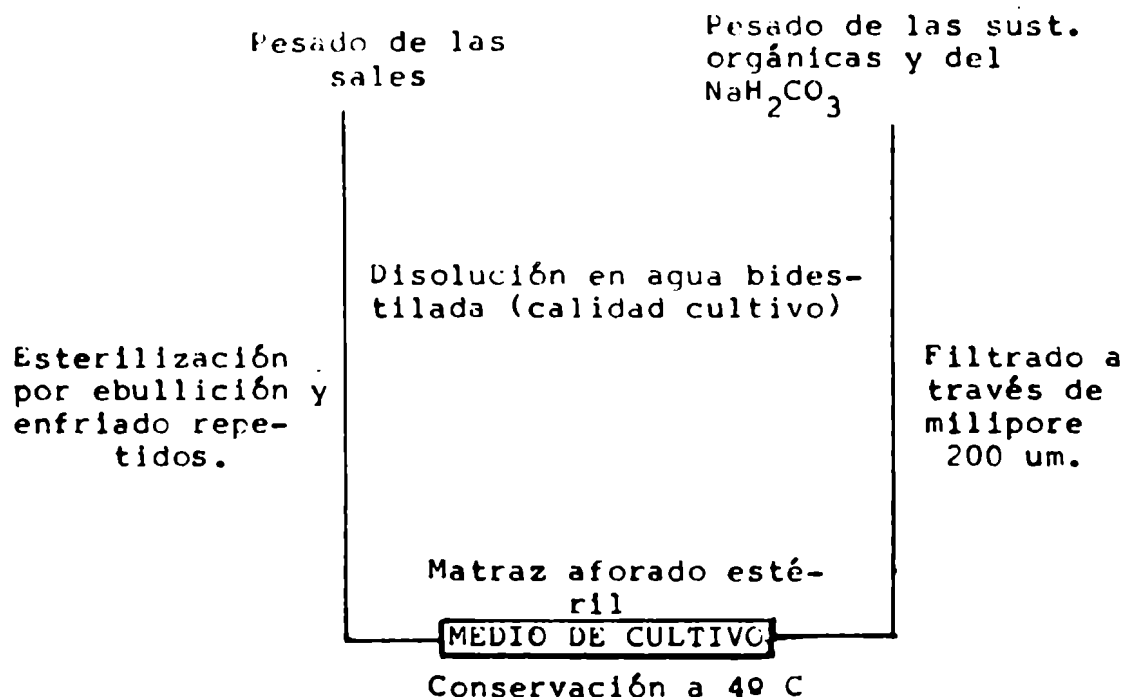 Pesado de las
sales
Pesado de las sust.
orgánicas y del
NaH₂CO₃
Disolución en agua bides-
tilada (calidad cultivo)
Esterilización
por ebullición y
enfriado repe-
tidos.
Filtrado a
través de
milipore
200 um.
Matraz aforado esté-
ril
MEDIO DE CULTIVO
Conservación a 4º C